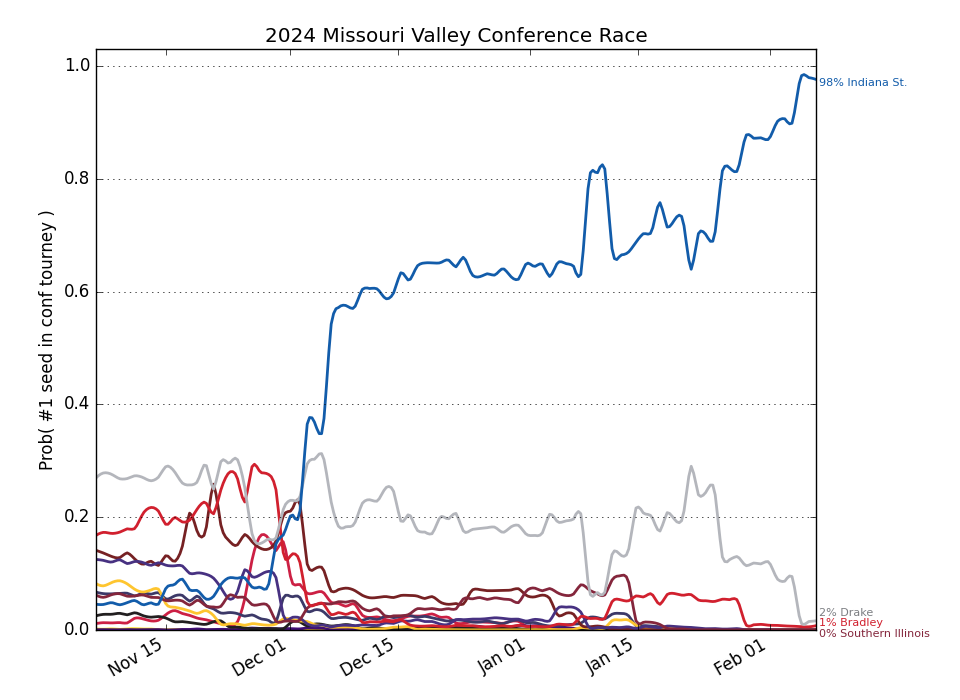 2024 Missouri Valley Conference Race
Prob( #1 seed in conf tourney )
1.0
0.8
0.6
0.4
0.2
0.0
Nov 15
Dec 01
Dec 15
Jan 01
Jan 15
Feb 01
98% Indiana St.
2% Drake
1% Bradley
0% Southern Illinois